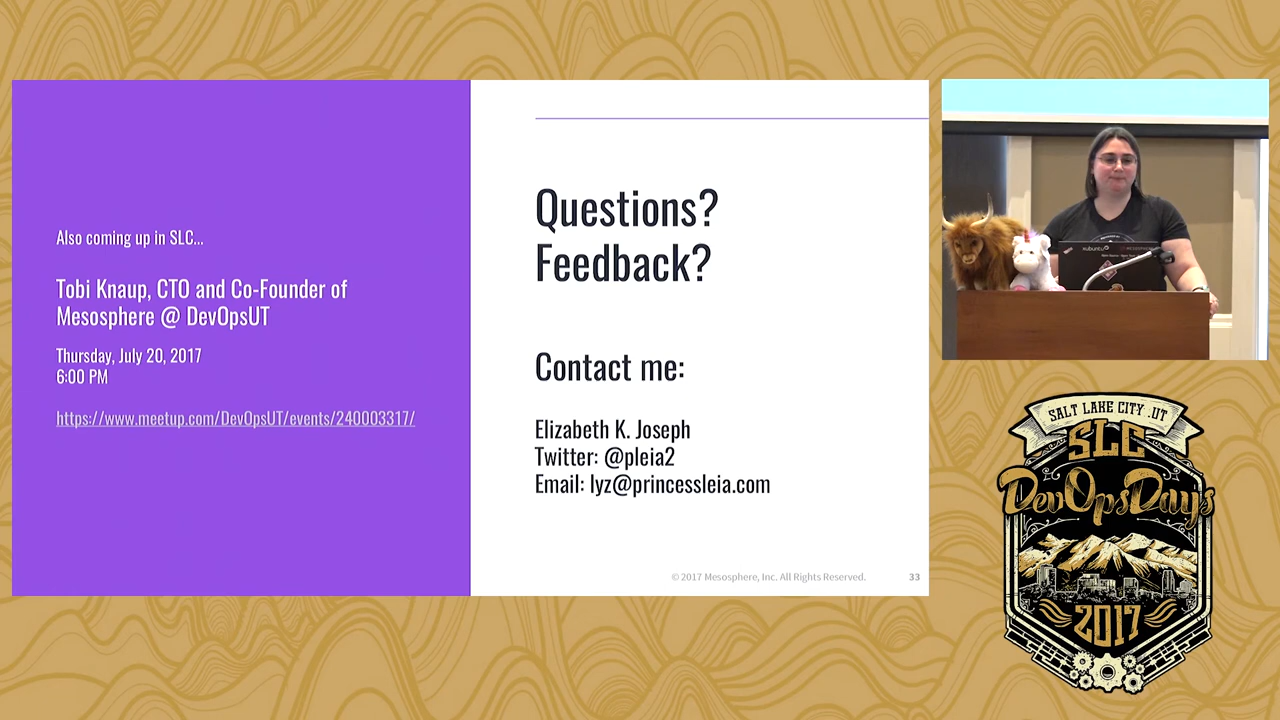 Also coming up in SLC...
Tobi Knaup, CTO and Co-Founder of
Mesosphere @ DevOpsUT
Thursday, July 20, 2017
6:00 PM
https://www.meetup.com/DevOpsUT/events/240003317/
Questions?
Feedback?
Contact me:
Elizabeth K. Joseph
Twitter: @pleia2
Email: lyz@princessleia.com
© 2017 Mesosphere, Inc. All Rights Reserved.
33
xubuntu
SALT LAKE CITY .UT
SLC
DevOpsDays
2017